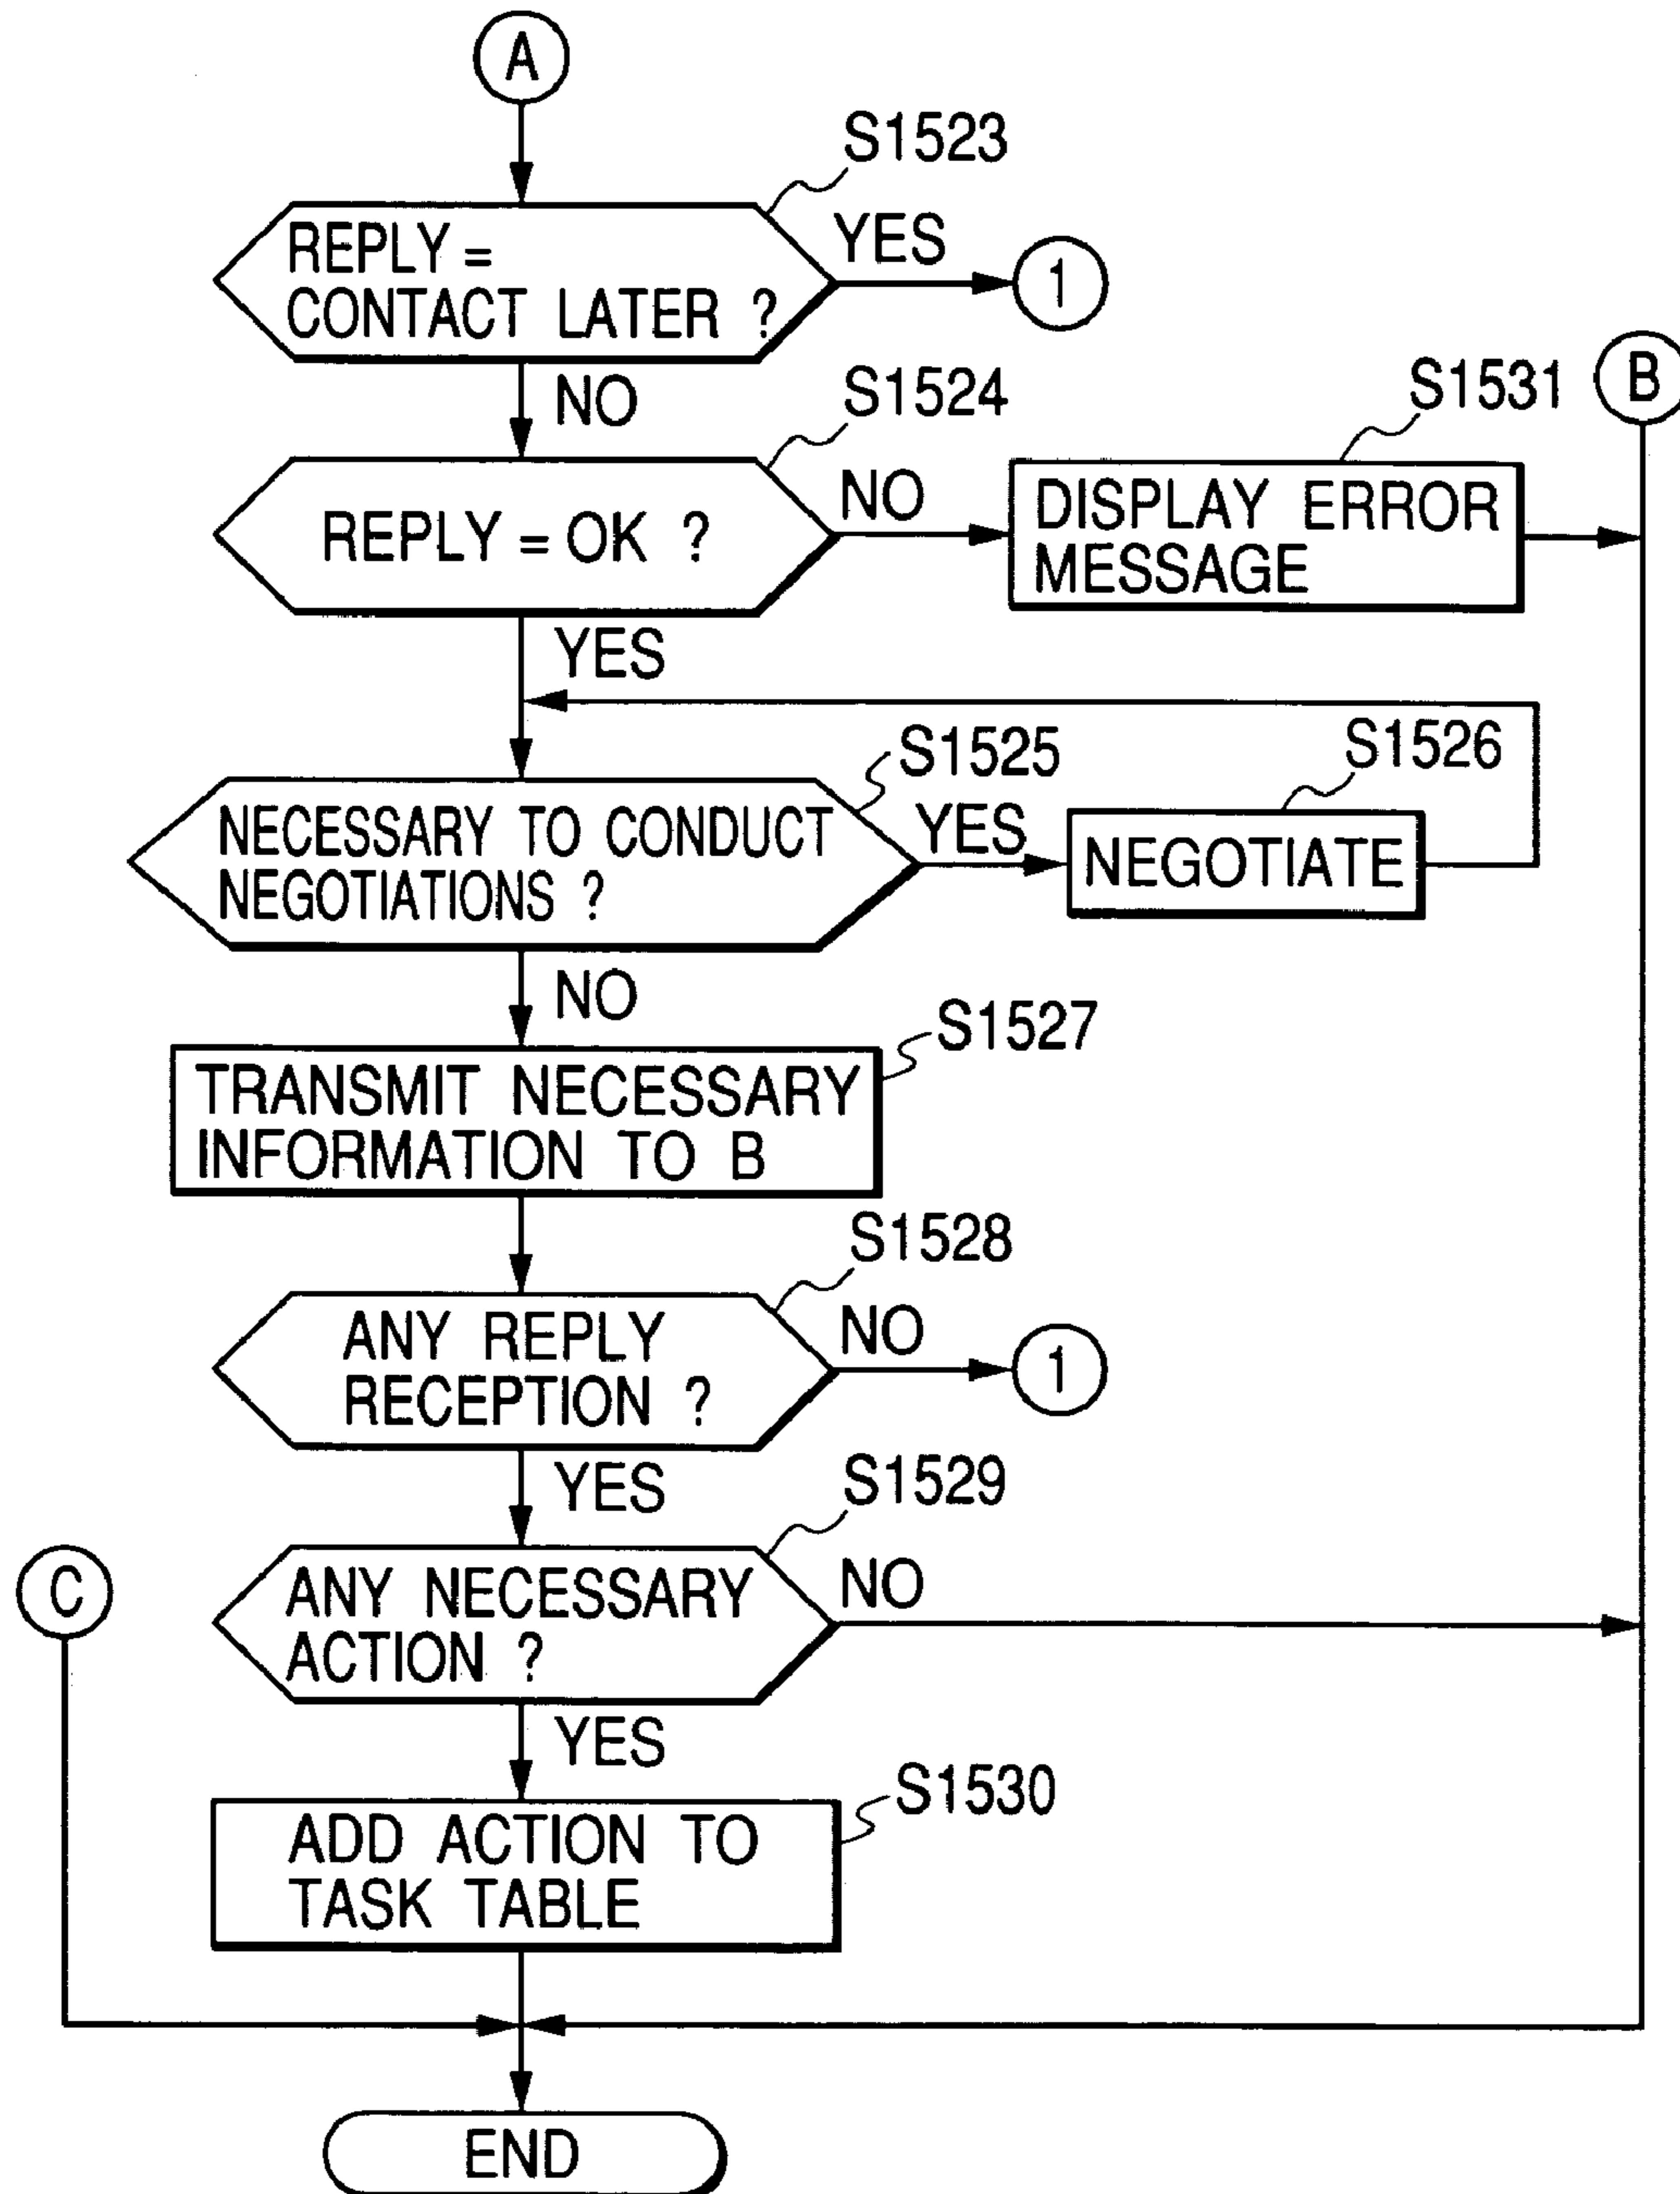 A
S1523
REPLY =
CONTACT LATER ?
YES
1
NO
S1524
S1531
B
REPLY = OK ?
NO
DISPLAY ERROR
MESSAGE
YES
S1525
S1526
NECESSARY TO CONDUCT
NEGOTIATIONS ?
YES
NEGOTIATE
NO
S1527
TRANSMIT NECESSARY
INFORMATION TO B
S1528
ANY REPLY
RECEPTION ?
NO
1
YES
S1529
C
ANY NECESSARY
ACTION ?
NO
YES
S1530
ADD ACTION TO
TASK TABLE
END